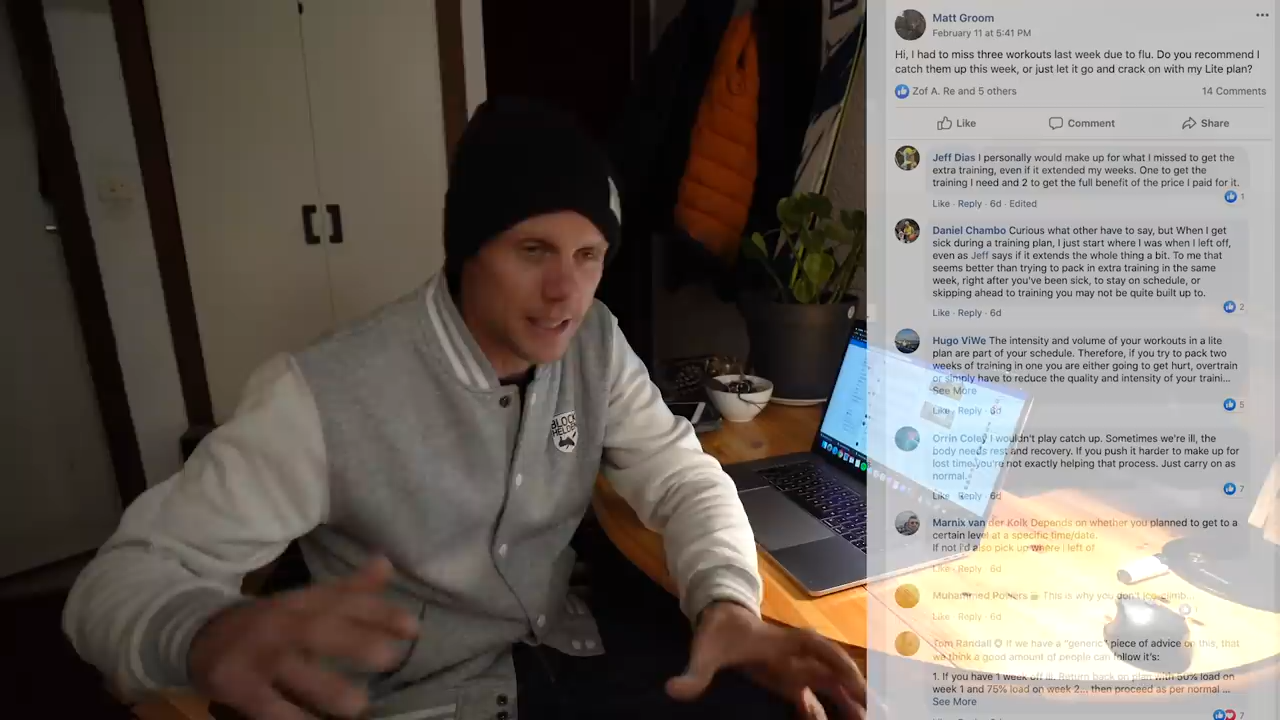 Matt Groom
February 11 at 5:41 PM
Hi, I had to miss three workouts last week due to flu. Do you recommend I
catch them up this week, or just let it go and crack on with my Lite plan?
Zof A. Re and 5 others
14 Comments
Like
Comment
Share
Jeff Dias I personally would make up for what I missed to get the
extra training, even if it extended my weeks. One to get the
training I need and 2 to get the full benefit of the price I paid for it.
Like · Reply · 6d · Edited
1
Daniel Chambo Curious what other have to say, but When I get
sick during a training plan, I just start where I was when I left off,
even as Jeff says if it extends the whole thing a bit. To me that
seems better than trying to pack in extra training in the same
week, right after you've been sick, to stay on schedule, or
skipping ahead to training you may not be quite built up to.
Like · Reply · 6d
2
Hugo ViWe The intensity and volume of your workouts in a lite
plan are part of your schedule. Therefore, if you try to pack two
weeks of training in one you are either going to get hurt, overtrain
or simply have to reduce the quality and intensity of your traini...
See More
Like · Reply · 6d
5
Orrin Coley I wouldn't play catch up. Sometimes we're ill, the
body needs rest and recovery. If you push it harder to make up for
lost time you're not exactly helping that process. Just carry on as
normal.
Like · Reply · 6d
7
Marnix van der Kolk Depends on whether you planned to get to a
certain level at a specific time/date.
If not I'd also pick up where I left of
Like · Reply · 6d
Muhammed Powers This is why you don't ice climb...
1
Like · Reply · 6d
Tom Randall If we have a "generic" piece of advice on this, that
we think a good amount of people can follow it's:
1. If you have 1 week off ill. Return back on plan with 50% load on
week 1 and 75% load on week 2... then proceed as per normal ...
See More
7
BLOCK
HELDEN